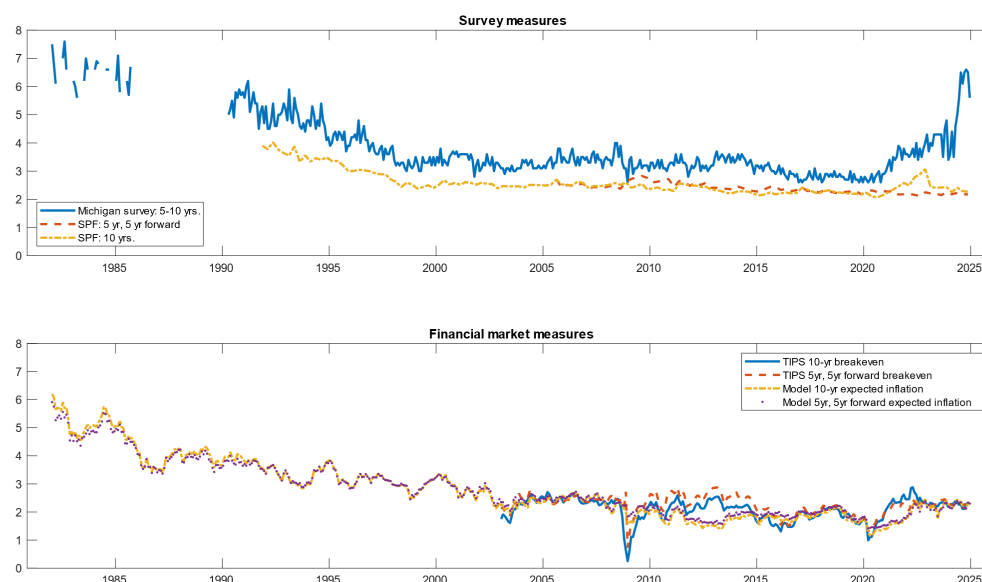 Survey measures
8
7
6
5
4
3
2
1
0
Michigan survey: 5-10 yrs.
SPF: 5 yr, 5 yr forward
SPF: 10 yrs.
1985 1990 1995 2000 2005 2010 2015 2020 2025
Financial market measures
8
7
6
5
4
3
2
1
0
TIPS 10-yr breakeven
TIPS 5yr, 5yr forward breakeven
Model 10-yr expected inflation
Model 5yr, 5yr forward expected inflation
1985 1990 1995 2000 2005 2010 2015 2020 2025